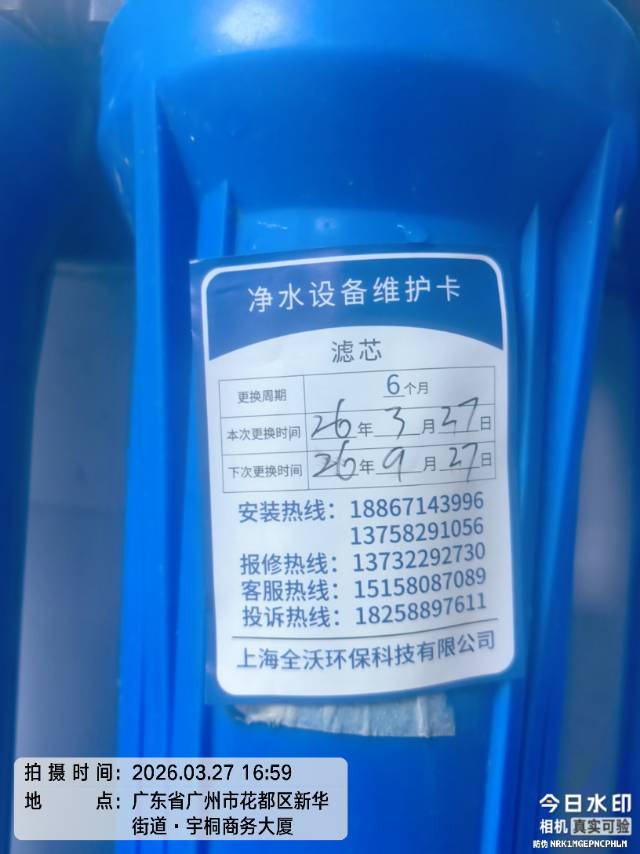 净水设备维护卡
滤芯
更换周期 6个月
本次更换时间 26年3月27日
下次更换时间 26年9月27日
安装热线：18867143996
13758291056
报修热线：13732292730
客服热线：15158087089
投诉热线：18258897611
上海全沃环保科技有限公司
拍摄时间：2026.03.27 16:59
地点：广东省广州市花都区新华
街道·宇桐商务大厦
今日水印
相机 真实可验
防伪 NRK1MGEPNCPHLM